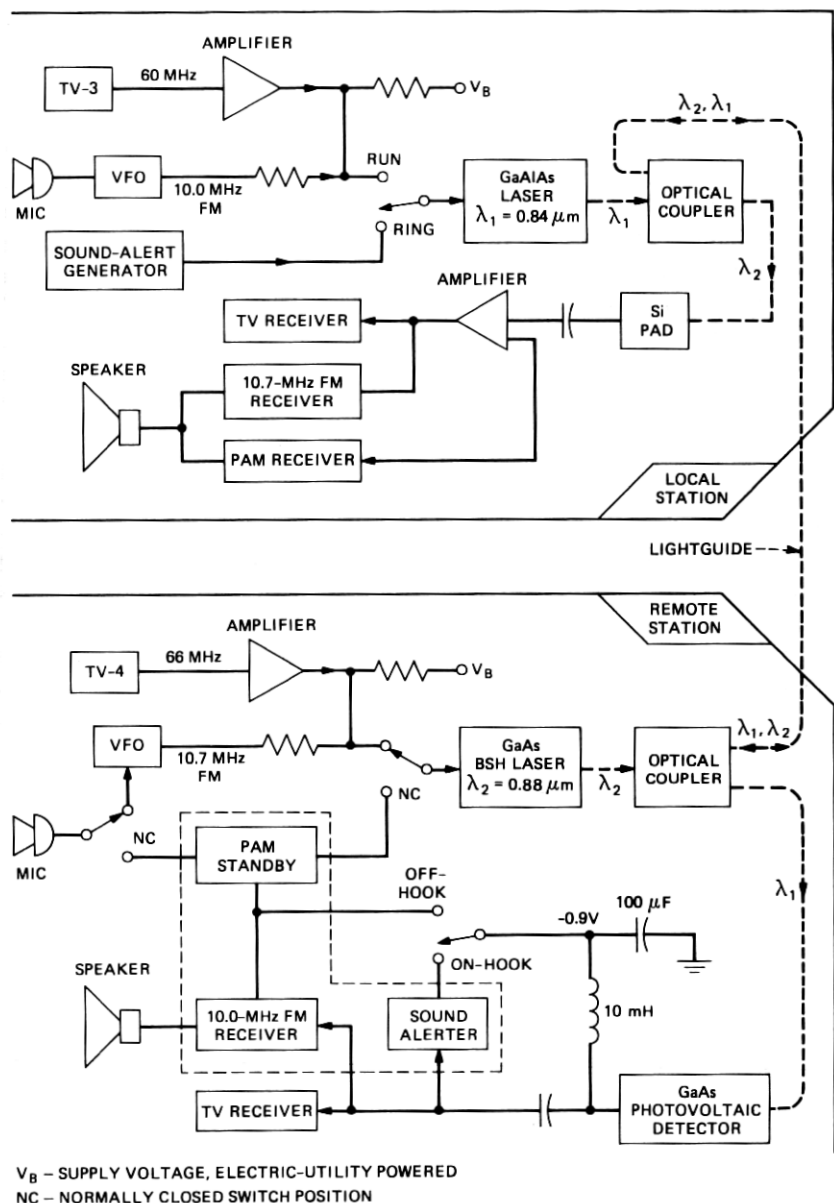 AMPLIFIER
TV-3
60 MHz
V_B
λ₂, λ₁
MIC
VFO
10.0 MHz
FM
RUN
RING
GaAlAs
LASER
λ₁ = 0.84 μm
λ₁
OPTICAL
COUPLER
SOUND-ALERT
GENERATOR
λ₂
AMPLIFIER
TV RECEIVER
Si
PAD
SPEAKER
10.7-MHz FM
RECEIVER
PAM RECEIVER
LOCAL
STATION
LIGHTGUIDE
REMOTE
STATION
AMPLIFIER
TV-4
66 MHz
V_B
VFO
10.7 MHz
FM
GaAs
BSH LASER
λ₂ = 0.88 μm
λ₂
OPTICAL
COUPLER
λ₁, λ₂
NC
MIC
NC
PAM
STANDBY
OFF-
HOOK
λ₁
-0.9V
100 μF
ON-HOOK
SPEAKER
10.0-MHz FM
RECEIVER
SOUND
ALERTER
10 mH
TV RECEIVER
GaAs
PHOTOVOLTAIC
DETECTOR
V_B – SUPPLY VOLTAGE, ELECTRIC-UTILITY POWERED
NC – NORMALLY CLOSED SWITCH POSITION